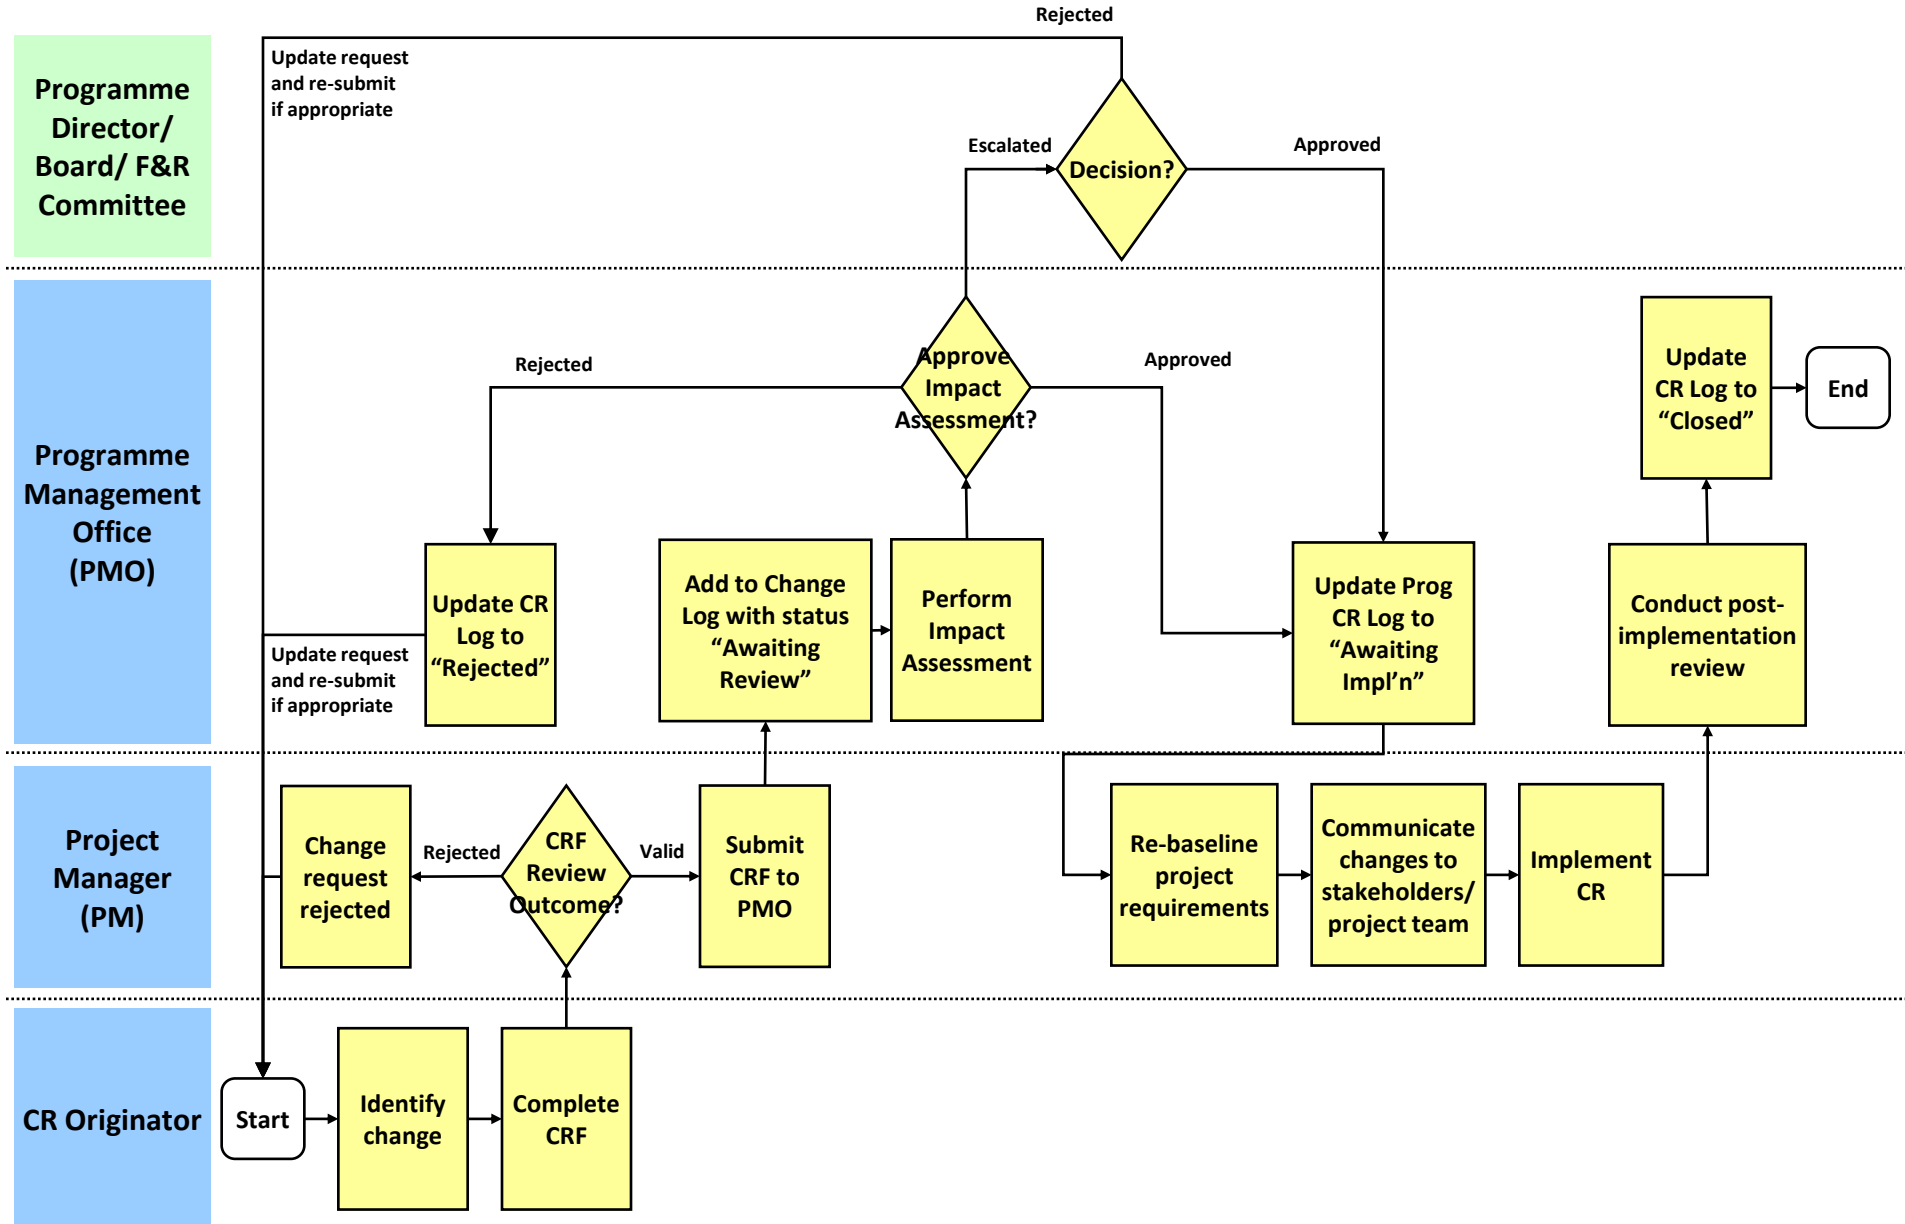 Rejected
Update request
and re-submit
if appropriate
Programme
Director/
Board/ F&R
Committee
Escalated
Decision?
Approved
Programme
Management
Office
(PMO)
Rejected
Approve
Impact
Assessment?
Approved
Update
CR Log to
“Closed”
End
Update CR
Log to
“Rejected”
Add to Change
Log with status
“Awaiting
Review”
Perform
Impact
Assessment
Update Prog
CR Log to
“Awaiting
Impl’n”
Conduct post-
implementation
review
Update request
and re-submit
if appropriate
Project
Manager
(PM)
Change
request
rejected
Rejected
CRF
Review
Outcome?
Valid
Submit
CRF to
PMO
Re-baseline
project
requirements
Communicate
changes to
stakeholders/
project team
Implement
CR
CR Originator
Start
Identify
change
Complete
CRF